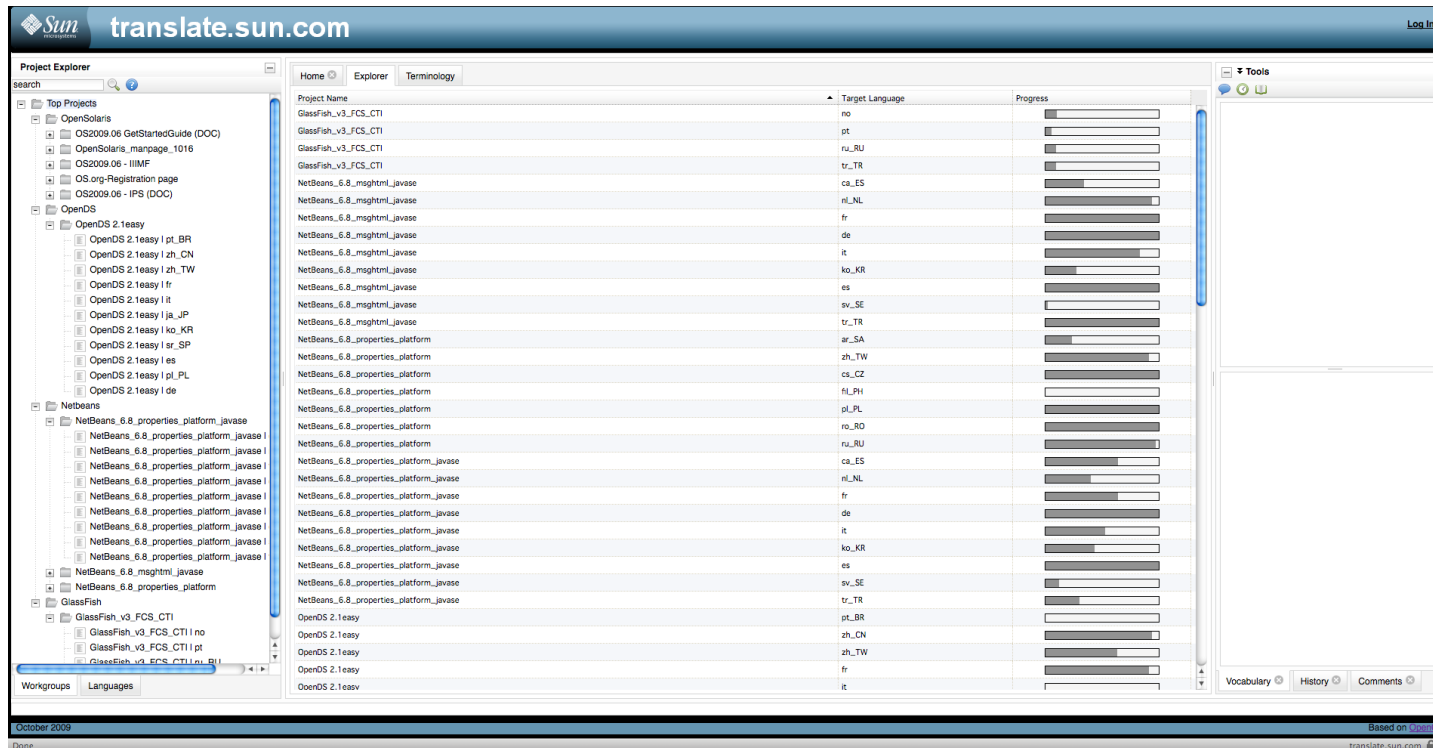 Sun
microsystems
translate.sun.com
Log In
Project Explorer
search
Top Projects
OpenSolaris
OS2009.06 GetStartedGuide (DOC)
OpenSolaris_manpage_1016
OS2009.06 - IIIMF
OS.org-Registration page
OS2009.06 - IPS (DOC)
OpenDS
OpenDS 2.1easy
OpenDS 2.1easy | pt_BR
OpenDS 2.1easy | zh_CN
OpenDS 2.1easy | zh_TW
OpenDS 2.1easy | fr
OpenDS 2.1easy | it
OpenDS 2.1easy | ja_JP
OpenDS 2.1easy | ko_KR
OpenDS 2.1easy | sr_SP
OpenDS 2.1easy | es
OpenDS 2.1easy | pl_PL
OpenDS 2.1easy | de
Netbeans
NetBeans_6.8_properties_platform_javase
NetBeans_6.8_properties_platform_javase |
NetBeans_6.8_properties_platform_javase |
NetBeans_6.8_properties_platform_javase |
NetBeans_6.8_properties_platform_javase |
NetBeans_6.8_properties_platform_javase |
NetBeans_6.8_properties_platform_javase |
NetBeans_6.8_properties_platform_javase |
NetBeans_6.8_properties_platform_javase |
NetBeans_6.8_properties_platform_javase |
NetBeans_6.8_msghtml_javase
NetBeans_6.8_properties_platform
GlassFish
GlassFish_v3_FCS_CTI
GlassFish_v3_FCS_CTI | no
GlassFish_v3_FCS_CTI | pt
GlassFish_v3_FCS_CTI | ru_RU
Workgroups Languages
Home Explorer Terminology
Project Name Target Language Progress
GlassFish_v3_FCS_CTI no
GlassFish_v3_FCS_CTI pt
GlassFish_v3_FCS_CTI ru_RU
GlassFish_v3_FCS_CTI tr_TR
NetBeans_6.8_msghtml_javase ca_ES
NetBeans_6.8_msghtml_javase nl_NL
NetBeans_6.8_msghtml_javase fr
NetBeans_6.8_msghtml_javase de
NetBeans_6.8_msghtml_javase it
NetBeans_6.8_msghtml_javase ko_KR
NetBeans_6.8_msghtml_javase es
NetBeans_6.8_msghtml_javase sv_SE
NetBeans_6.8_msghtml_javase tr_TR
NetBeans_6.8_properties_platform ar_SA
NetBeans_6.8_properties_platform zh_TW
NetBeans_6.8_properties_platform cs_CZ
NetBeans_6.8_properties_platform fil_PH
NetBeans_6.8_properties_platform pl_PL
NetBeans_6.8_properties_platform ro_RO
NetBeans_6.8_properties_platform ru_RU
NetBeans_6.8_properties_platform_javase ca_ES
NetBeans_6.8_properties_platform_javase nl_NL
NetBeans_6.8_properties_platform_javase fr
NetBeans_6.8_properties_platform_javase de
NetBeans_6.8_properties_platform_javase it
NetBeans_6.8_properties_platform_javase ko_KR
NetBeans_6.8_properties_platform_javase es
NetBeans_6.8_properties_platform_javase sv_SE
NetBeans_6.8_properties_platform_javase tr_TR
OpenDS 2.1easy pt_BR
OpenDS 2.1easy zh_CN
OpenDS 2.1easy zh_TW
OpenDS 2.1easy fr
OpenDS 2.1easy it
Tools
Vocabulary History Comments
October 2009
Based on Open
Done
translate.sun.com